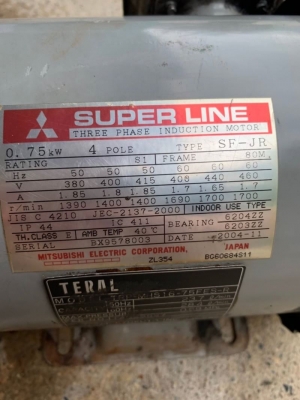 SUPER LINE
THREE PHASE INDUCTION MOTOR
0.75 kW 4 POLE TYPE SF-JR
RATING S1 FRAME 80M
Hz 50 50 50 60 60 60
V 380 400 415 400 440 460
A 1.85 1.8 1.85 1.7 1.65 1.7
min-1 1390 1400 1400 1690 1700 1700
JIS C 4210 JEC-2137-2000 INDOOR USE TYPE
IP 44 IC 411 BEARING 6204ZZ
TH.CLASS E AMB TEMP 40℃ 6203ZZ
SERIAL BX9578003 DATE 2004-11
MITSUBISHI ELECTRIC CORPORATION, JAPAN
ZL354 BG60684S11
TERAL